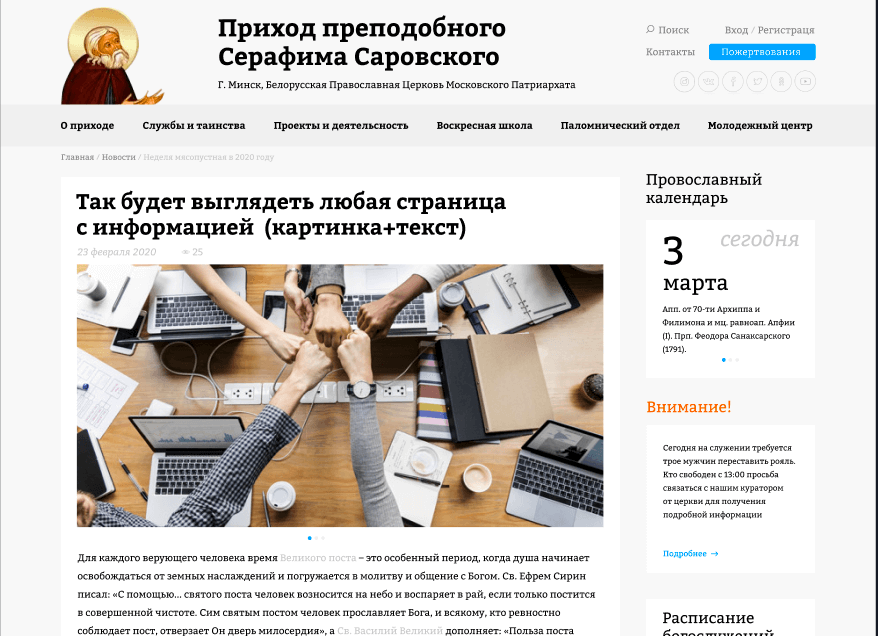 Приход преподобного
Серафима Саровского
Г. Минск, Белорусская Православная Церковь Московского Патриархата
Поиск
Вход / Регистраця
Контакты
Пожертвования
О приходе
Службы и таинства
Проекты и деятельность
Воскресная школа
Паломнический отдел
Молодежный центр
Главная / Новости / Неделя мясопустная в 2020 году
Так будет выглядеть любая страница
с информацией (картинка+текст)
23 февраля 2020
25
Для каждого верующего человека время Великого поста – это особенный период, когда душа начинает
освобождаться от земных наслаждений и погружается в молитву и общение с Богом. Св. Ефрем Сирин
писал: «С помощью... святого поста человек возносится на небо и воспаряет в рай, если только постится
в совершенной чистоте. Сим святым постом человек прославляет Бога, и всякому, кто ревностно
соблюдает пост, отверзает Он дверь милосердия», а Св. Василий Великий дополняет: «Польза поста
Провославный
календарь
3
сегодня
марта
Апп. от 70-ти Архиппа и
Филимона и мц. равноап. Апфии
(I). Прп. Феодора Санаксарского
(1791).
Внимание!
Сегодня на служении требуется
трое мужчин переставить рояль.
Кто свободен с 13:00 просьба
связаться с нашим куратором
от церкви для получения
подробной информации
Подробнее →
Расписание
богослужений